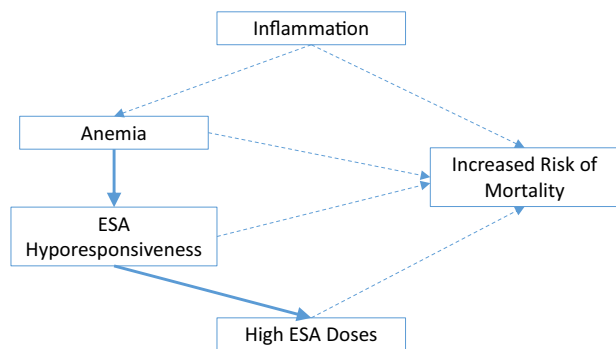 Inflammation
Anemia
Increased Risk of
Mortality
ESA
Hyporesponsiveness
High ESA Doses